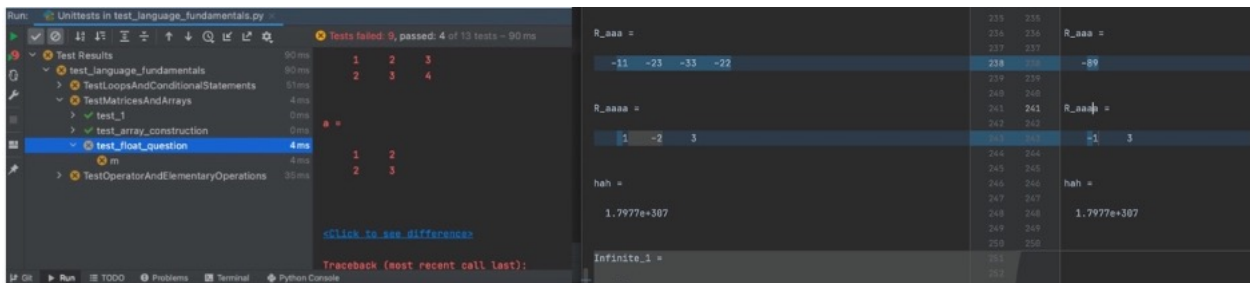 Run: Unittests in test_language_fundamentals.py
Tests failed: 9, passed: 4 of 13 tests – 90 ms
Test Results 90 ms
test_language_fundamentals 90 ms
TestLoopsAndConditionalStatements 51 ms
TestMatricesAndArrays 4 ms
test_1 0 ms
test_array_construction 0 ms
test_float_question 4 ms
m 4 ms
TestOperatorAndElementaryOperations 35 ms
1 2 3
2 3 4
a =
1 2
2 3
<Click to see difference>
Traceback (most recent call last):
Git Run TODO Problems Terminal Python Console
235 235
R_aaa = 236 236 R_aaa =
237 237
-11 -23 -33 -22 238 238 -89
239 239
240 240
R_aaaa = 241 241 R_aaaa =
242 242
1 -2 3 243 243 -1 3
244 244
245 245
hah = 246 246 hah =
247 247
1.7977e+307 248 248 1.7977e+307
249 249
250 250
Infinite_1 = 251
252